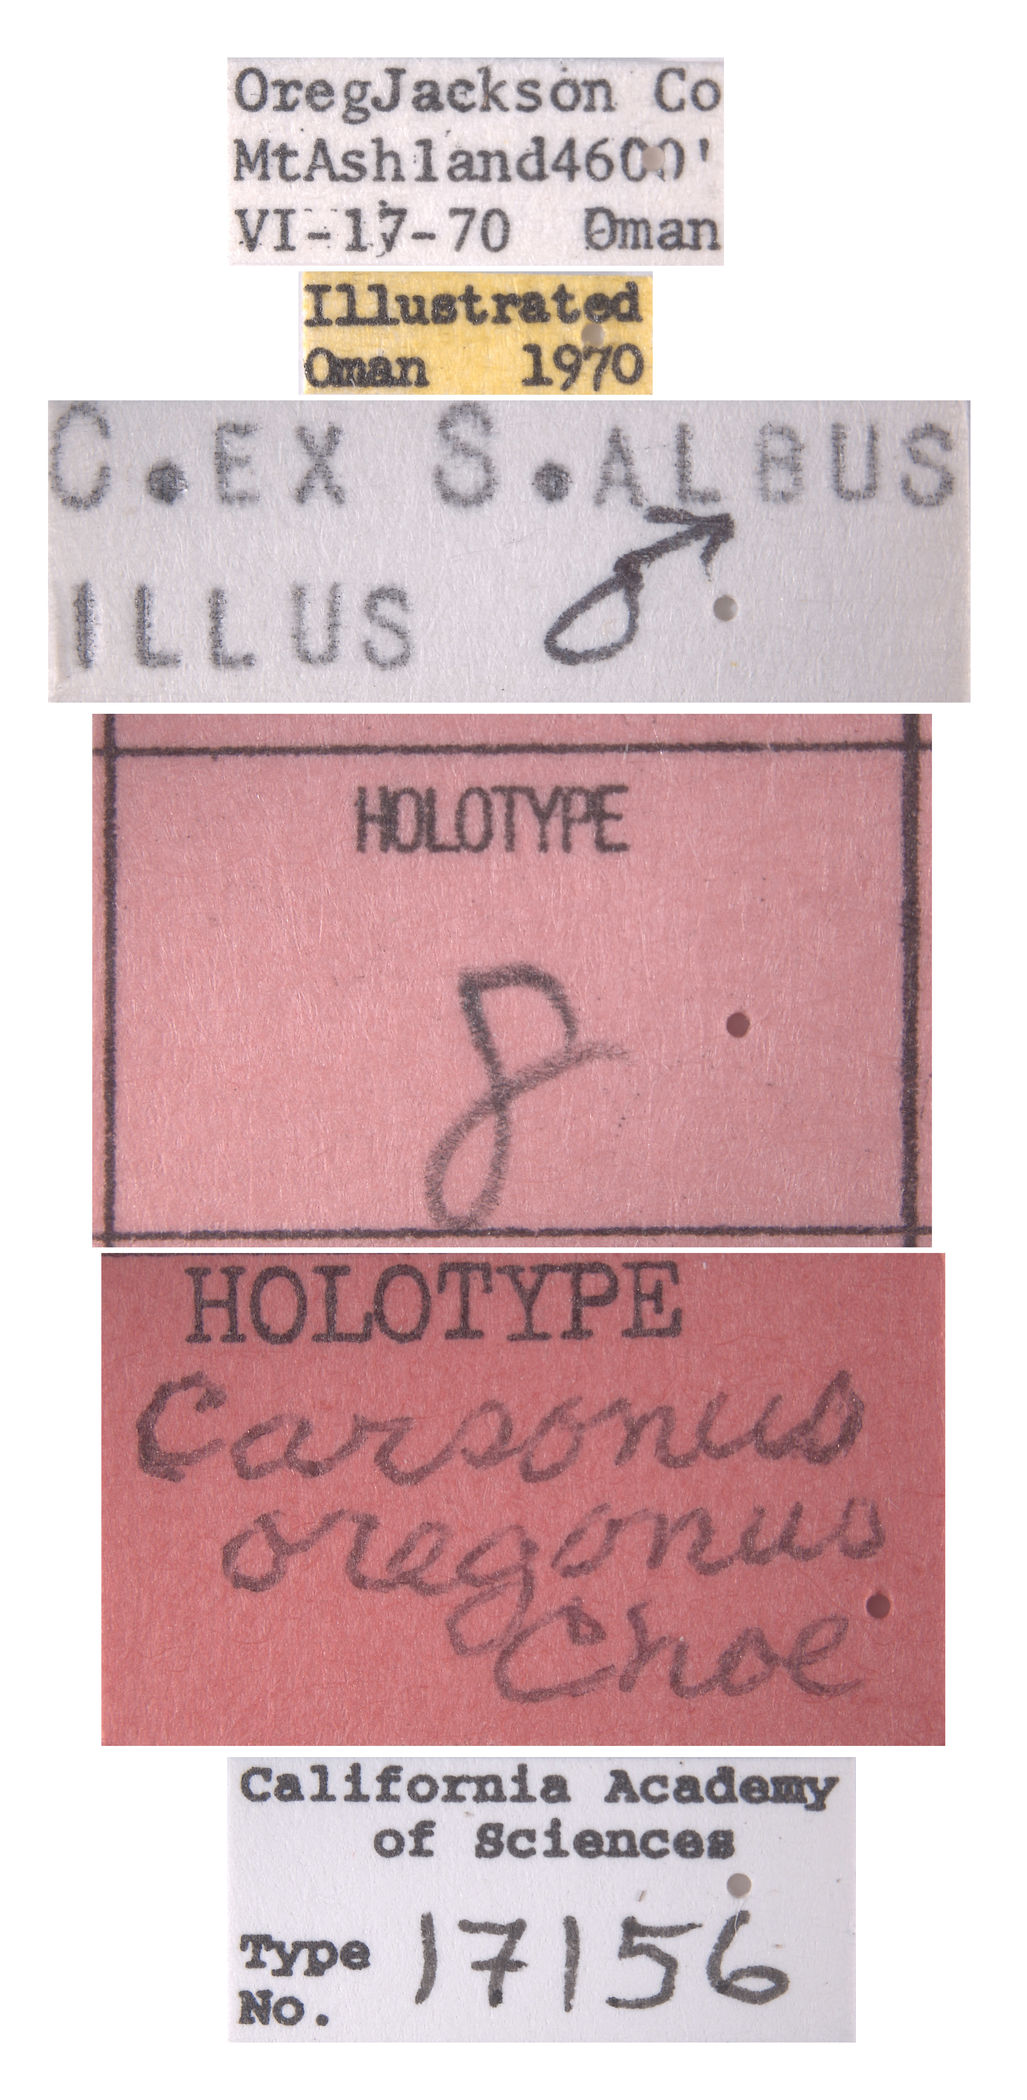 OregJackson Co
MtAshland4600'
VI-17-70 Oman
Illustrated
Oman 1970
C.EX S.ALBUS
ILLUS ♂
HOLOTYPE
♂
HOLOTYPE
Carsonus
oregonus
Choe
California Academy
of Sciences
Type
No. 17156